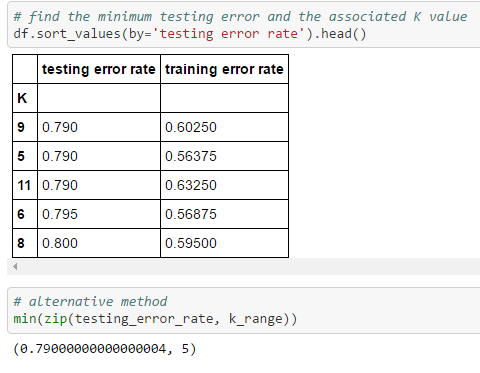 # find the minimum testing error and the associated K value
df.sort_values(by='testing error rate').head()
testing error rate training error rate
K
9 0.790 0.60250
5 0.790 0.56375
11 0.790 0.63250
6 0.795 0.56875
8 0.800 0.59500
# alternative method
min(zip(testing_error_rate, k_range))
(0.79000000000000004, 5)